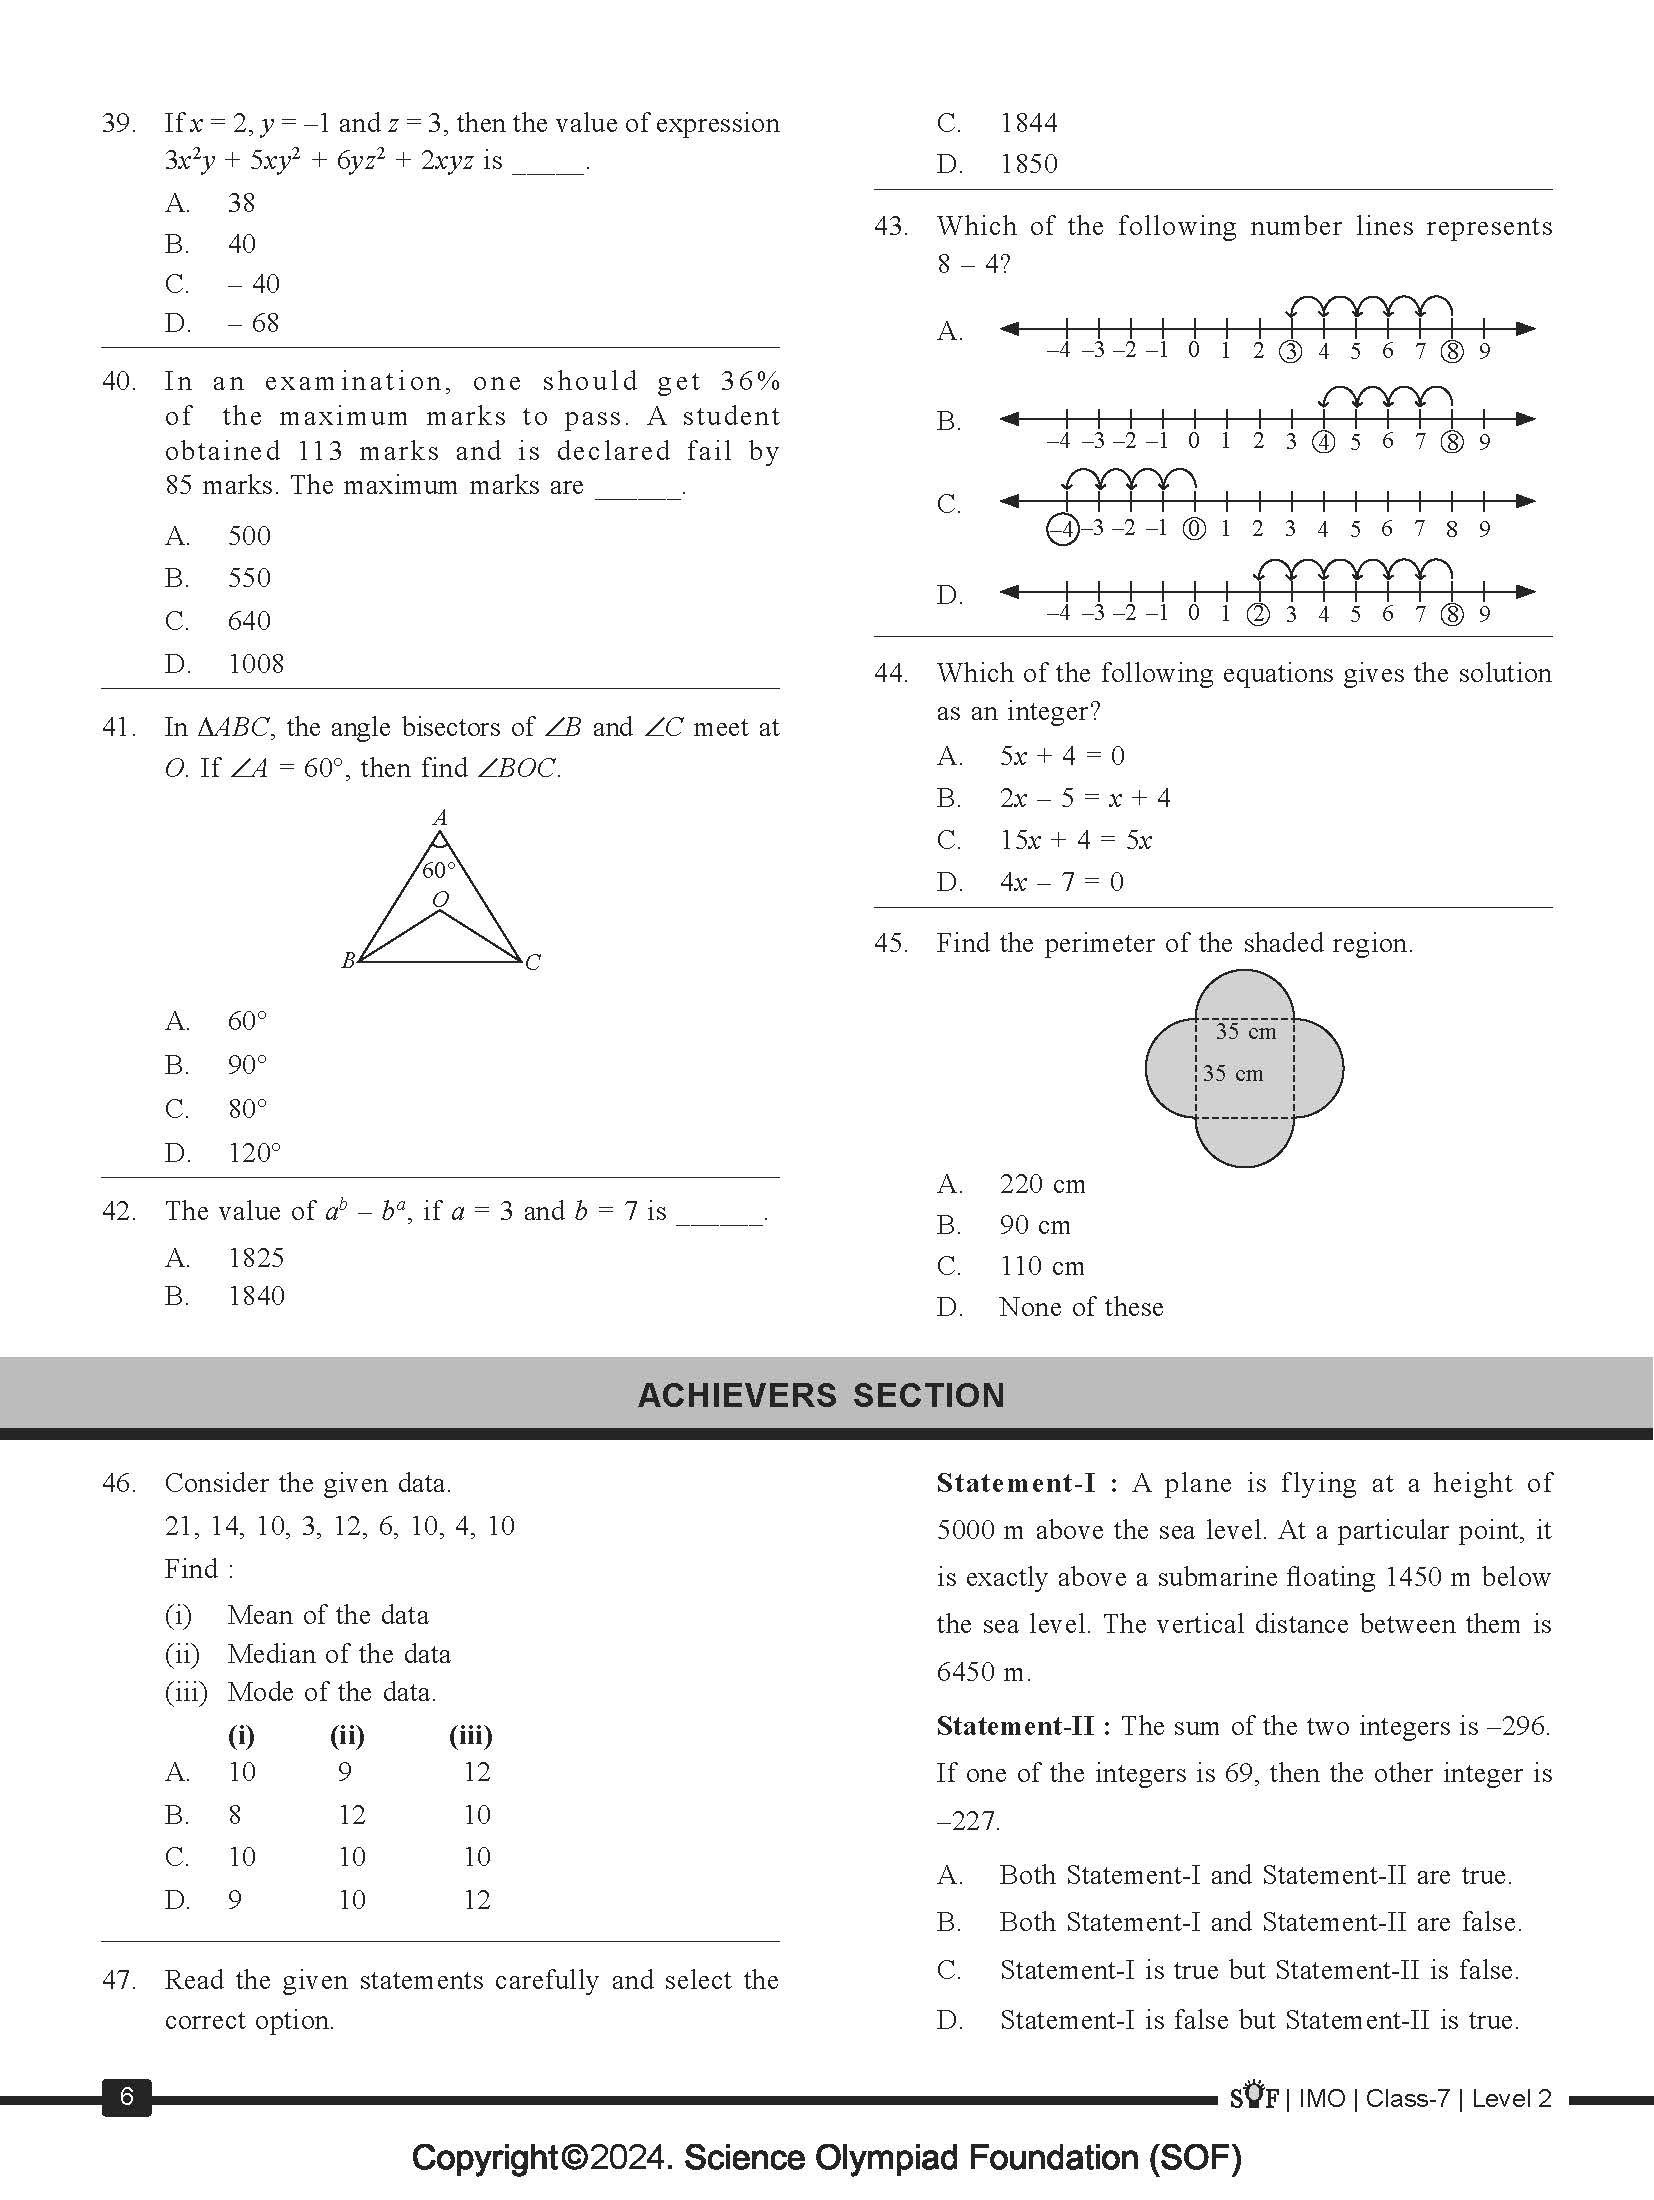 39. If x = 2, y = –1 and z = 3, then the value of expression
3x²y + 5xy² + 6yz² + 2xyz is _____.
A. 38
B. 40
C. – 40
D. – 68
40. In an examination, one should get 36%
of the maximum marks to pass. A student
obtained 113 marks and is declared fail by
85 marks. The maximum marks are ______.
A. 500
B. 550
C. 640
D. 1008
41. In ΔABC, the angle bisectors of ∠B and ∠C meet at
O. If ∠A = 60°, then find ∠BOC.
A
60°
O
B C
A. 60°
B. 90°
C. 80°
D. 120°
42. The value of aᵇ – bᵃ, if a = 3 and b = 7 is ______.
A. 1825
B. 1840
C. 1844
D. 1850
43. Which of the following number lines represents
8 – 4?
A.
–4 –3 –2 –1 0 1 2 3 4 5 6 7 8 9
B.
–4 –3 –2 –1 0 1 2 3 4 5 6 7 8 9
C.
–4 –3 –2 –1 0 1 2 3 4 5 6 7 8 9
D.
–4 –3 –2 –1 0 1 2 3 4 5 6 7 8 9
44. Which of the following equations gives the solution
as an integer?
A. 5x + 4 = 0
B. 2x – 5 = x + 4
C. 15x + 4 = 5x
D. 4x – 7 = 0
45. Find the perimeter of the shaded region.
35 cm
35 cm
A. 220 cm
B. 90 cm
C. 110 cm
D. None of these
ACHIEVERS SECTION
46. Consider the given data.
21, 14, 10, 3, 12, 6, 10, 4, 10
Find :
(i) Mean of the data
(ii) Median of the data
(iii) Mode of the data.
(i) (ii) (iii)
A. 10 9 12
B. 8 12 10
C. 10 10 10
D. 9 10 12
47. Read the given statements carefully and select the
correct option.
Statement-I : A plane is flying at a height of
5000 m above the sea level. At a particular point, it
is exactly above a submarine floating 1450 m below
the sea level. The vertical distance between them is
6450 m.
Statement-II : The sum of the two integers is –296.
If one of the integers is 69, then the other integer is
–227.
A. Both Statement-I and Statement-II are true.
B. Both Statement-I and Statement-II are false.
C. Statement-I is true but Statement-II is false.
D. Statement-I is false but Statement-II is true.
6
SOF | IMO | Class-7 | Level 2
Copyright©2024. Science Olympiad Foundation (SOF)